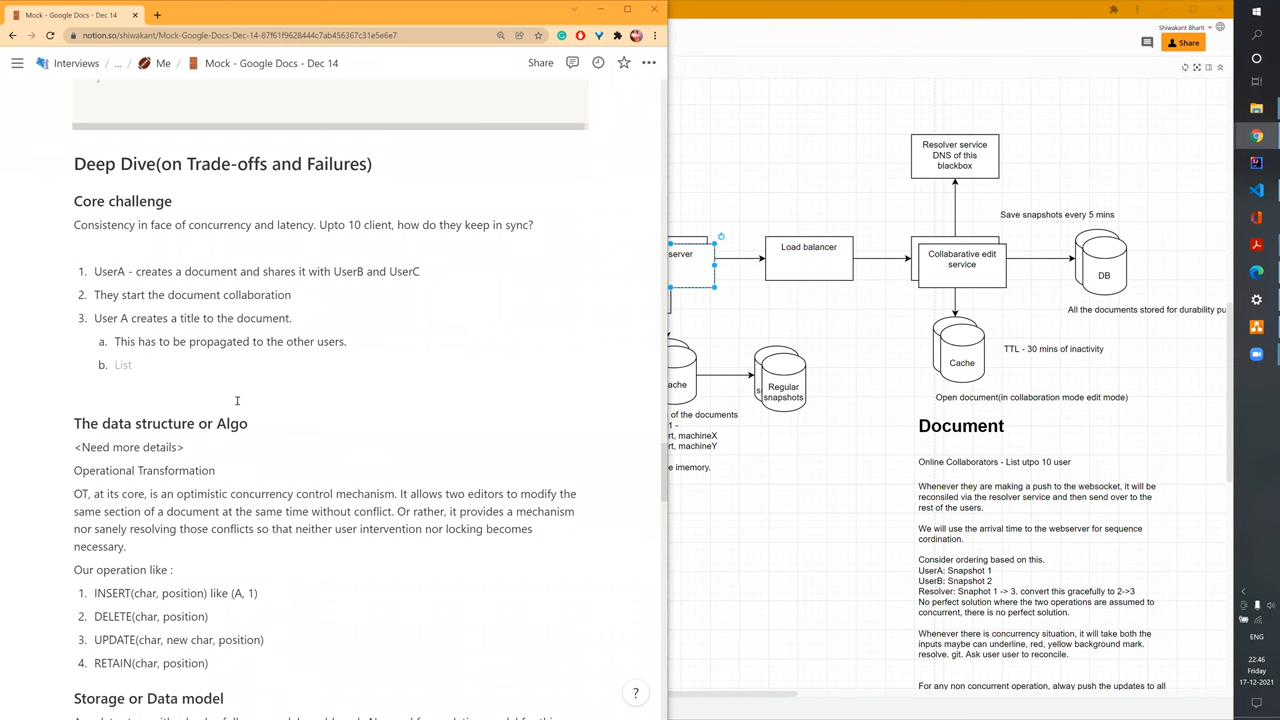 Mock - Google Docs - Dec 14
notion.so/shiwakant/Mock-Google-Docs-Dec-14-87f61f9628444c7ab456367c31e5e6e7
Interviews / ... / Me / Mock - Google Docs - Dec 14
Share
Deep Dive(on Trade-offs and Failures)
Core challenge
Consistency in face of concurrency and latency. Upto 10 client, how do they keep in sync?
1. UserA - creates a document and shares it with UserB and UserC
2. They start the document collaboration
3. User A creates a title to the document.
a. This has to be propagated to the other users.
b. List
The data structure or Algo
<Need more details>
Operational Transformation
OT, at its core, is an optimistic concurrency control mechanism. It allows two editors to modify the
same section of a document at the same time without conflict. Or rather, it provides a mechanism
nor sanely resolving those conflicts so that neither user intervention nor locking becomes
necessary.
Our operation like :
1. INSERT(char, position) like (A, 1)
2. DELETE(char, position)
3. UPDATE(char, new char, position)
4. RETAIN(char, position)
Storage or Data model
?
Shiwakant Bharti
Share
Resolver service
DNS of this
blackbox
Save snapshots every 5 mins
server
Load balancer
Collabarative edit
service
DB
All the documents stored for durability pu
Cache
TTL - 30 mins of inactivity
ache
Regular
snapshots
of the documents
1 -
rt, machineX
rt, machineY
e imemory.
Open document(in collaboration mode edit mode)
Document
Online Collaborators - List utpo 10 user
Whenever they are making a push to the websocket, it will be
reconsiled via the resolver service and then send over to the
rest of the users.
We will use the arrival time to the webserver for sequence
cordination.
Consider ordering based on this.
UserA: Snapshot 1
UserB: Snapshot 2
Resolver: Snaphot 1 -> 3. convert this gracefully to 2->3
No perfect solution where the two operations are assumed to
concurrent, there is no perfect solution.
Whenever there is concurrency situation, it will take both the
inputs maybe can underline, red, yellow background mark.
resolve. git. Ask user user to reconcile.
For any non concurrent operation, alway push the updates to all
ENG
22:46
Friday
17-12-2021